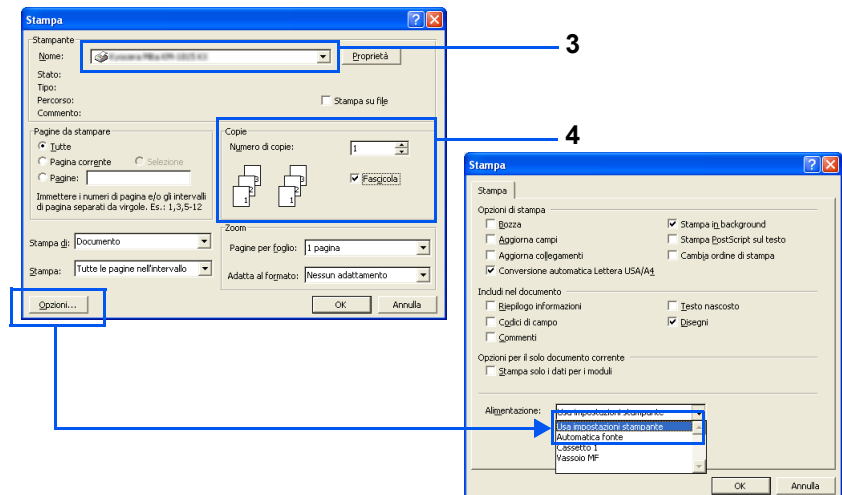 Stampa
Stampante
Nome:
Proprietà
3
Stato:
Tipo:
Percorso:
Stampa su file
Commento:
Pagine da stampare
Tutte
Pagina corrente
Selezione
Pagine:
Immettere i numeri di pagina e/o gli intervalli
di pagina separati da virgole. Es.: 1,3,5-12
Copie
Numero di copie:
1
4
3
2
1
3
2
1
Fascicola
Stampa di:
Documento
Stampa:
Tutte le pagine nell'intervallo
Zoom
Pagine per foglio:
1 pagina
Adatta al formato:
Nessun adattamento
Opzioni...
OK
Annulla
Stampa
Stampa
Opzioni di stampa
Bozza
Stampa in background
Aggiorna campi
Stampa PostScript sul testo
Aggiorna collegamenti
Cambia ordine di stampa
Conversione automatica Lettera USA/A4
Includi nel documento
Riepilogo informazioni
Testo nascosto
Codici di campo
Disegni
Commenti
Opzioni per il solo documento corrente
Stampa solo i dati per i moduli
Alimentazione:
Usa impostazioni stampante
Usa impostazioni stampante
Automatica fonte
Cassetto 1
Vassoio MF
OK
Annulla